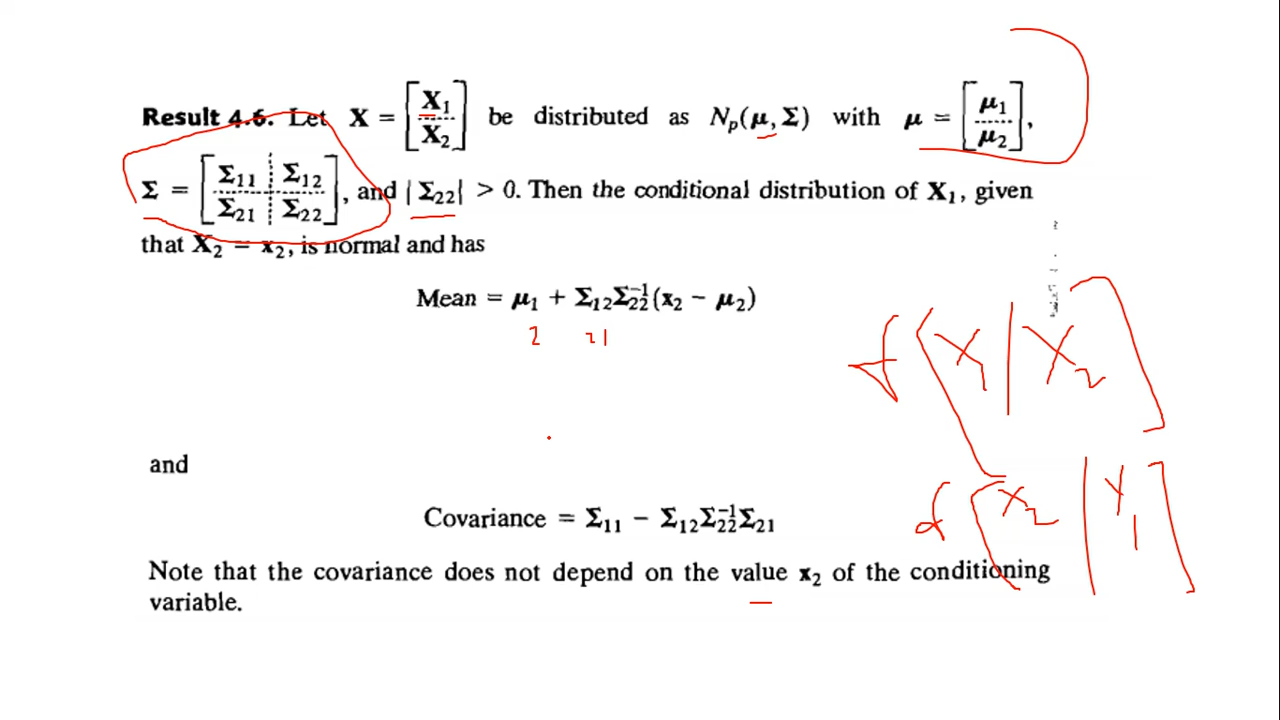 Result 4.6. Let X = [X₁ / X₂] be distributed as Nₚ(μ, Σ) with μ = [μ₁ / μ₂],
Σ = [Σ₁₁ | Σ₁₂ / Σ₂₁ | Σ₂₂], and |Σ₂₂| > 0. Then the conditional distribution of X₁, given
that X₂ = x₂, is normal and has
Mean = μ₁ + Σ₁₂Σ₂₂⁻¹(x₂ − μ₂)
2 21
f(X₁ | X₂)
and
Covariance = Σ₁₁ − Σ₁₂Σ₂₂⁻¹Σ₂₁
Note that the covariance does not depend on the value x₂ of the conditioning
variable.